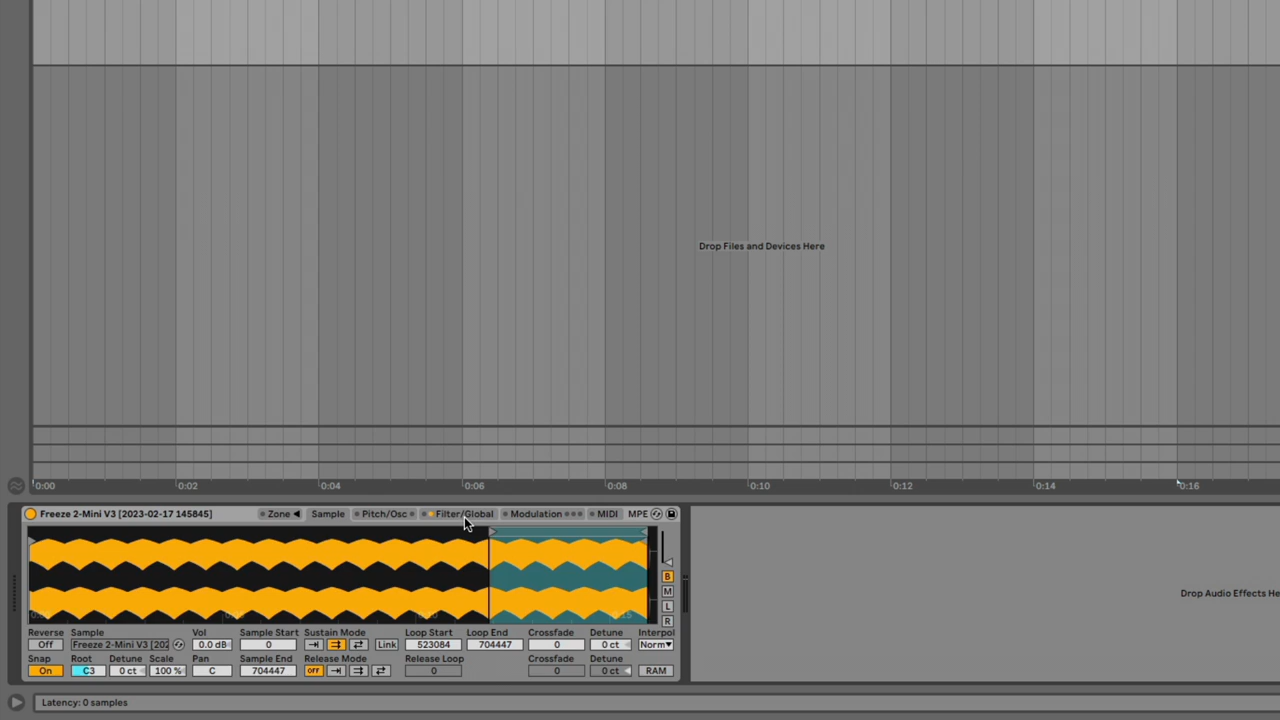 Drop Files and Devices Here
0:00 0:02 0:04 0:06 0:08 0:10 0:12 0:14 0:16
Freeze 2-Mini V3 [2023-02-17 145845] Zone Sample Pitch/Osc Filter/Global Modulation MIDI MPE
B
M
L
R
Drop Audio Effects He
Reverse Sample Vol Sample Start Sustain Mode Loop Start Loop End Crossfade Detune Interpol
Off Freeze 2-Mini V3 [202 0.0 dB 0 Link 523084 704447 0 0 ct Norm
Snap Root Detune Scale Pan Sample End Release Mode Release Loop Crossfade Detune
On C3 0 ct 100 % C 704447 OFF 0 0 0 ct RAM
Latency: 0 samples